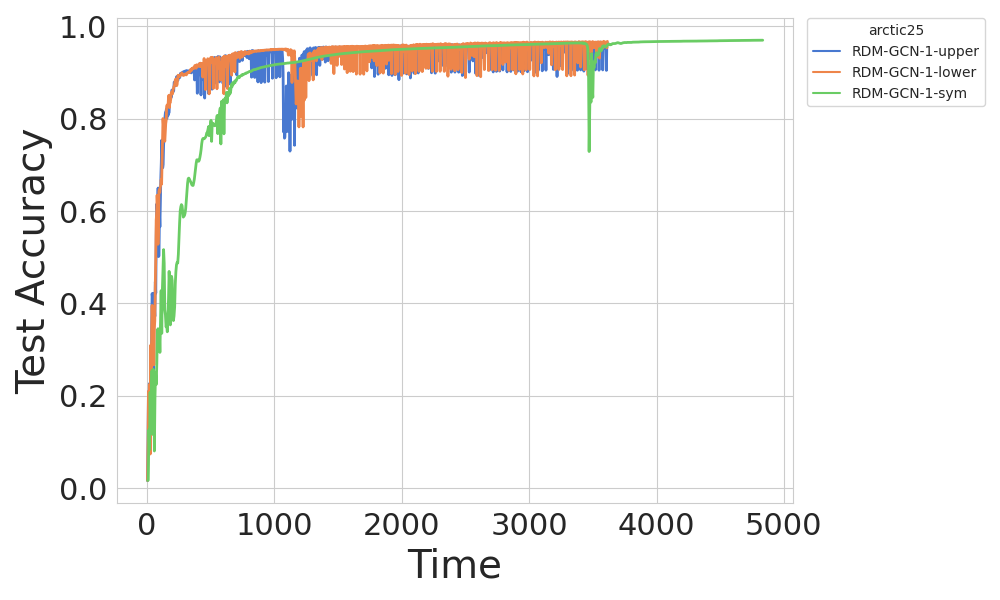 1.0
0.8
0.6
0.4
0.2
0.0
Test Accuracy
0 1000 2000 3000 4000 5000
Time
arctic25
RDM-GCN-1-upper
RDM-GCN-1-lower
RDM-GCN-1-sym